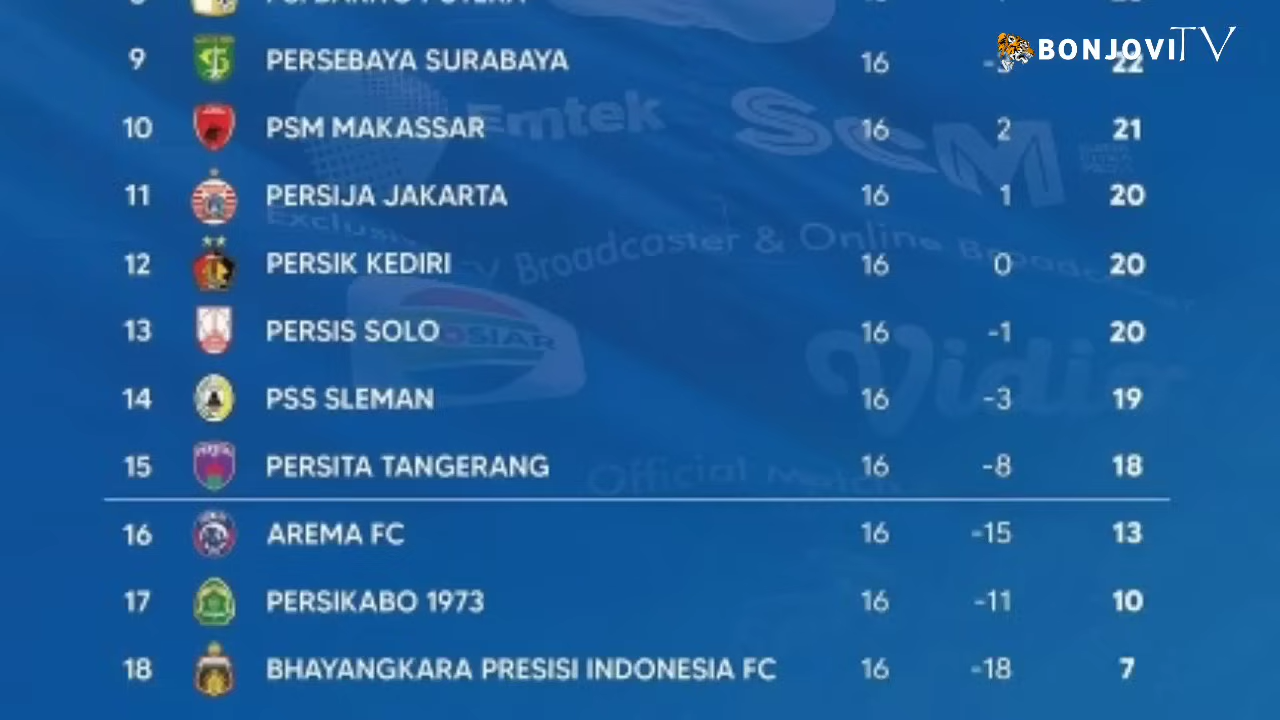 BONJOVITV
9 PERSEBAYA SURABAYA 16 22
10 PSM MAKASSAR 16 2 21
11 PERSIJA JAKARTA 16 1 20
12 PERSIK KEDIRI 16 0 20
13 PERSIS SOLO 16 -1 20
14 PSS SLEMAN 16 -3 19
15 PERSITA TANGERANG 16 -8 18
16 AREMA FC 16 -15 13
17 PERSIKABO 1973 16 -11 10
18 BHAYANGKARA PRESISI INDONESIA FC 16 -18 7
Emtek
SCM
Broadcaster & Online
Vidio
Official